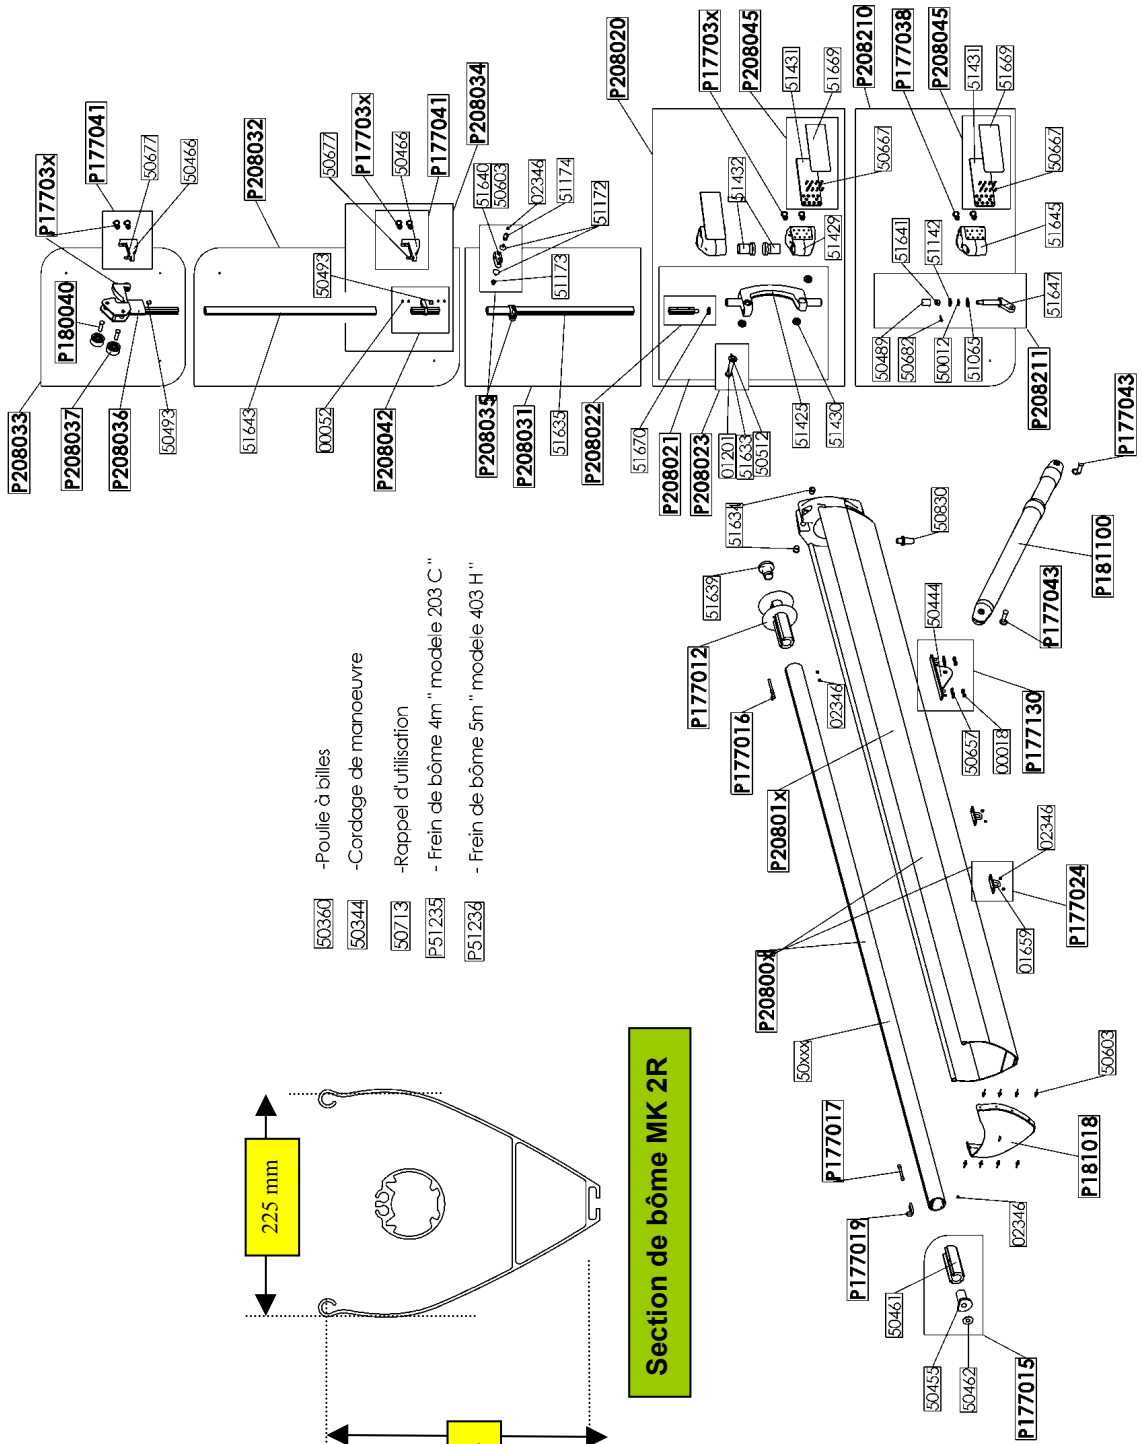 P208033
P208037
P208036
50493
P180040
P17703x
P177041
50677
50466
P208032
51643
00052
P208042
50493
50677
P17703x
50466
P177041
P208034
P208035
P208031
51635
51640
50603
02346
51174
51172
51173
P208022
51670
P208021
P208023
01201
51633
50512
51425
51430
P208020
51432
P17703x
P208045
51431
51669
50667
51429
P208210
P177038
P208045
51431
51669
50667
51645
51641
51142
50489
50682
50012
51065
51647
P208211
50360 -Poulie à billes
50344 -Cordage de manoeuvre
50713 -Rappel d'utilisation
P51235 - Frein de bôme 4m " modele 203 C "
P51236 - Frein de bôme 5m " modele 403 H "
225 mm
Section de bôme MK 2R
51634
51639
P177012
P177016
02346
P20801x
P20800x
50xxx
P177017
P177019
50461
50455
50462
P177015
02346
P181018
50603
01659
P177024
02346
50657
00018
P177130
50444
50830
P177043
P181100
P177043